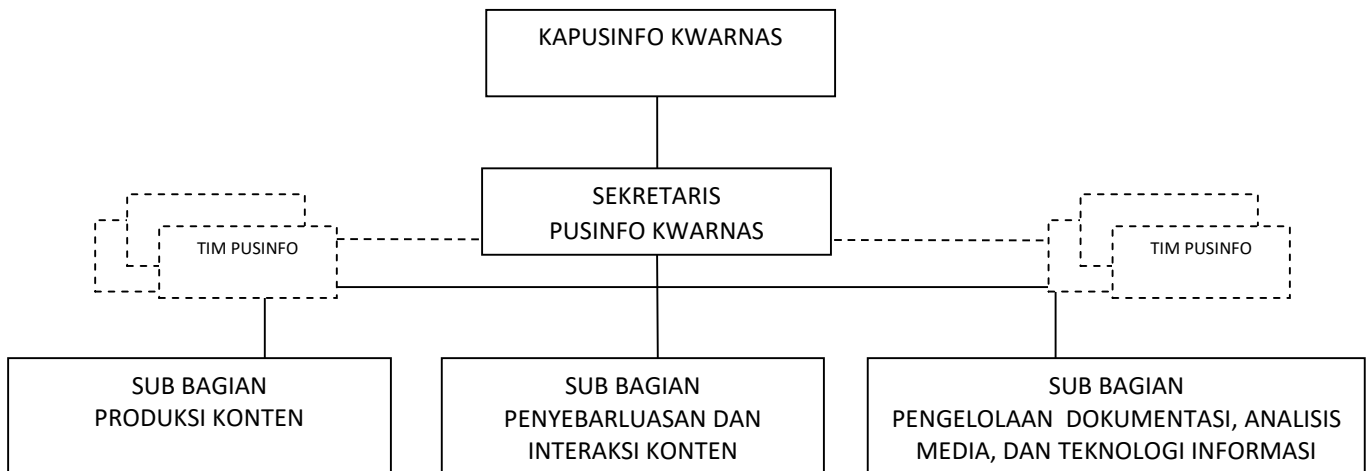 KAPUSINFO KWARNAS
SEKRETARIS
PUSINFO KWARNAS
TIM PUSINFO
TIM PUSINFO
SUB BAGIAN
PRODUKSI KONTEN
SUB BAGIAN
PENYEBARLUASAN DAN
INTERAKSI KONTEN
SUB BAGIAN
PENGELOLAAN DOKUMENTASI, ANALISIS
MEDIA, DAN TEKNOLOGI INFORMASI